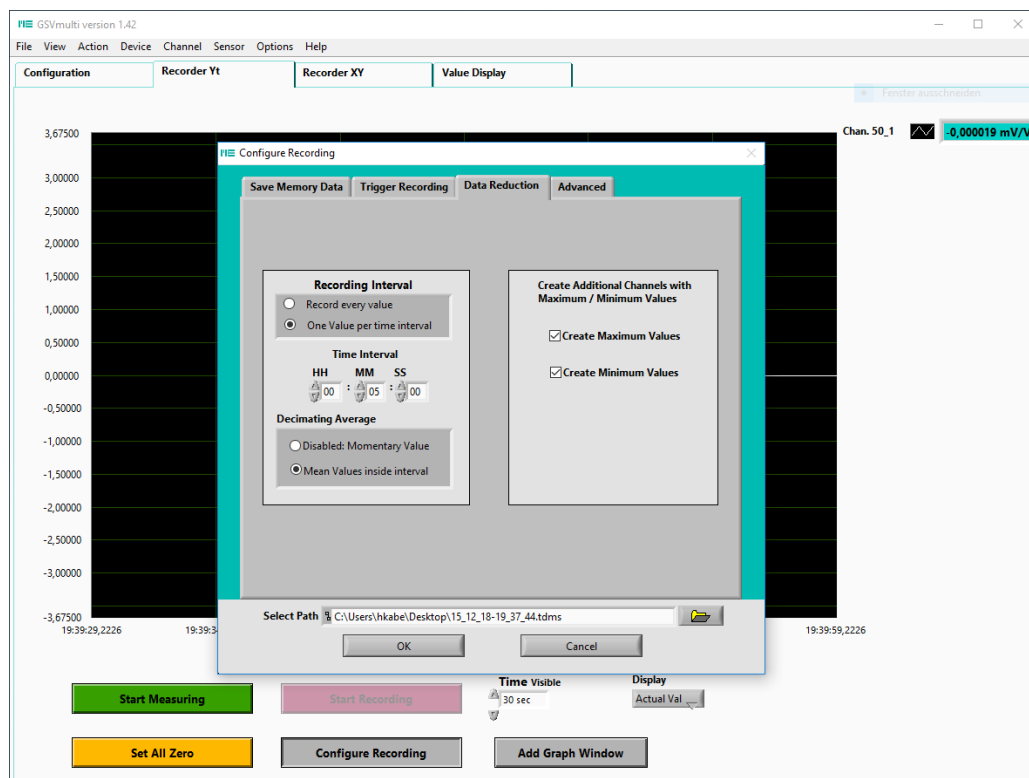 ME GSVmulti version 1.42
File View Action Device Channel Sensor Options Help
Configuration Recorder Yt Recorder XY Value Display
Fenster ausschneiden
Chan. 50_1 -0,000019 mV/V
3,67500
3,00000
2,50000
2,00000
1,50000
1,00000
0,50000
0,00000
-0,50000
-1,00000
-1,50000
-2,00000
-2,50000
-3,00000
-3,67500
19:39:29,2226 19:39:3 19:39:59,2226
ME Configure Recording
Save Memory Data Trigger Recording Data Reduction Advanced
Recording Interval
Record every value
One Value per time interval
Time Interval
HH MM SS
00 : 05 : 00
Decimating Average
Disabled: Momentary Value
Mean Values inside interval
Create Additional Channels with
Maximum / Minimum Values
Create Maximum Values
Create Minimum Values
Select Path C:\Users\hkabe\Desktop\15_12_18-19_37_44.tdms
OK Cancel
Start Measuring Start Recording
Time Visible
30 sec
Display
Actual Val
Set All Zero Configure Recording Add Graph Window